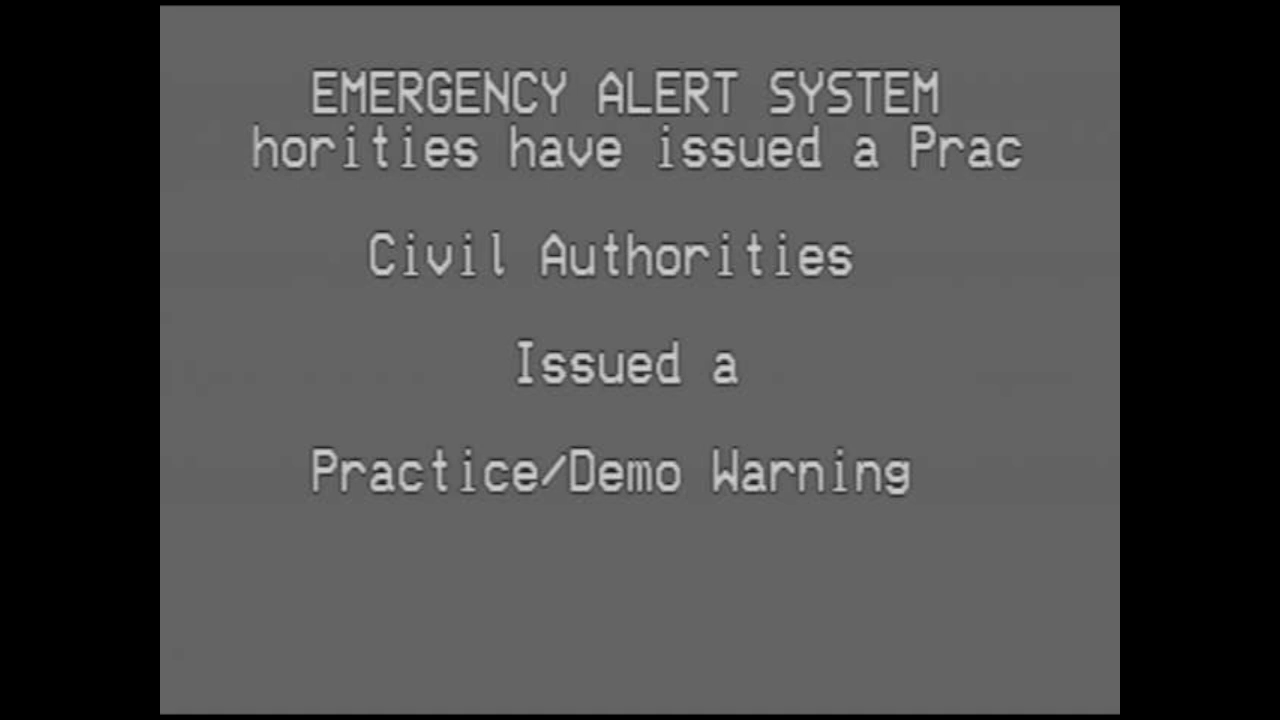 EMERGENCY ALERT SYSTEM
horities have issued a Prac
Civil Authorities
Issued a
Practice/Demo Warning